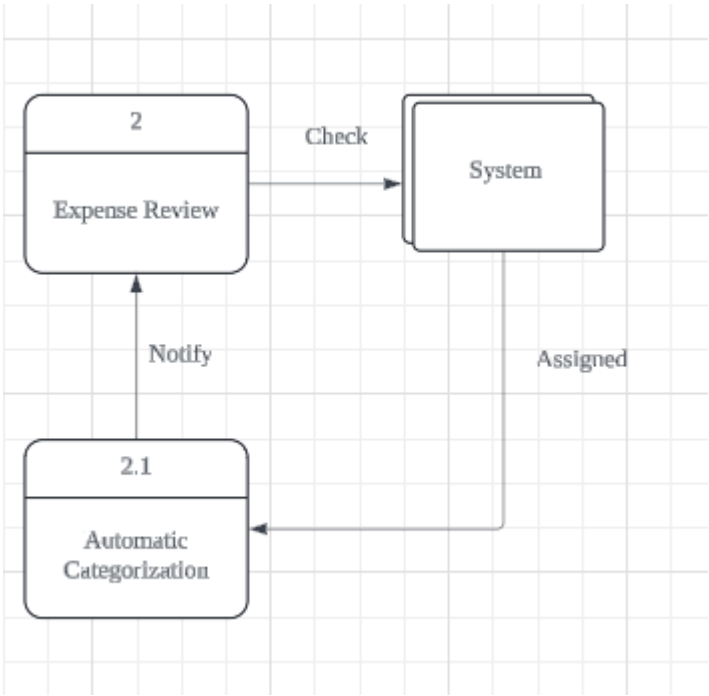 2
Expense Review
Check
System
Notify
Assigned
2.1
Automatic
Categorization